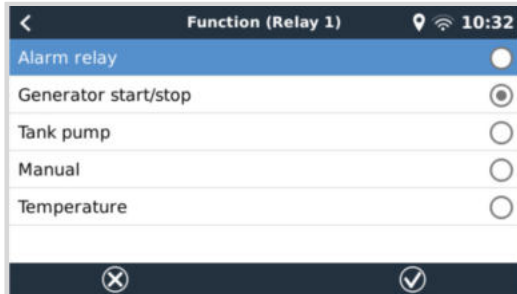 Function (Relay 1) 10:32
Alarm relay
Generator start/stop
Tank pump
Manual
Temperature